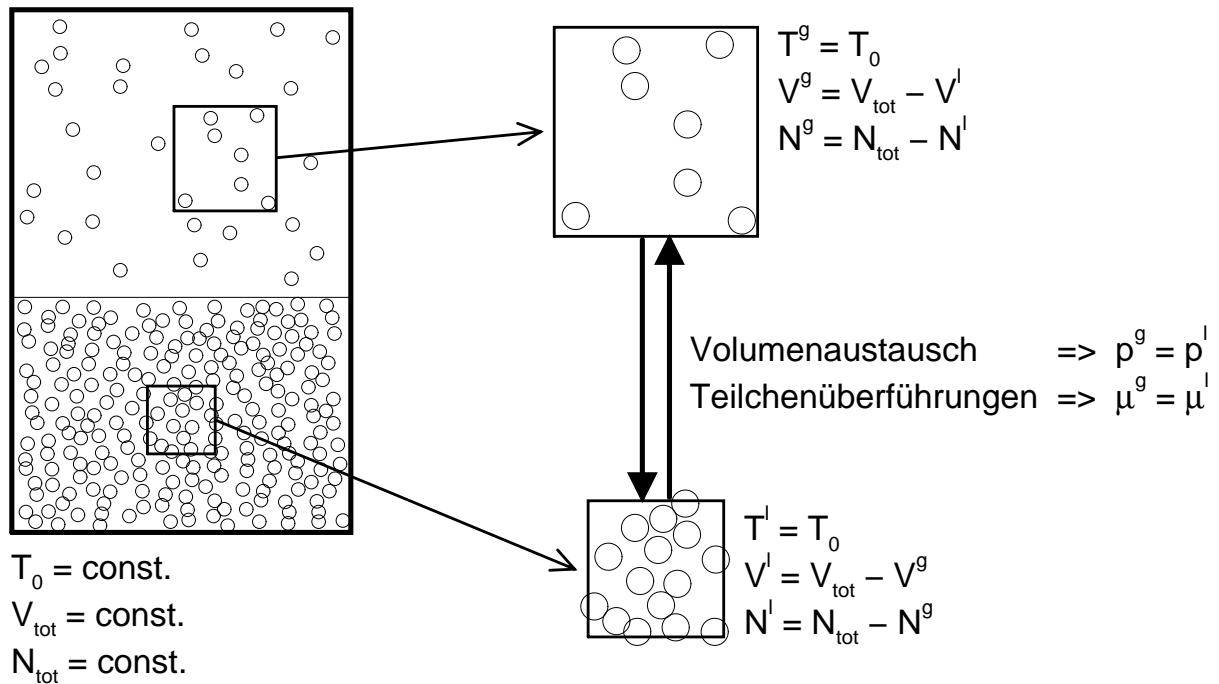 T^g = T_0
V^g = V_tot – V^l
N^g = N_tot – N^l
Volumenaustausch => p^g = p^l
Teilchenüberführungen => μ^g = μ^l
T^l = T_0
V^l = V_tot – V^g
N^l = N_tot – N^g
T_0 = const.
V_tot = const.
N_tot = const.